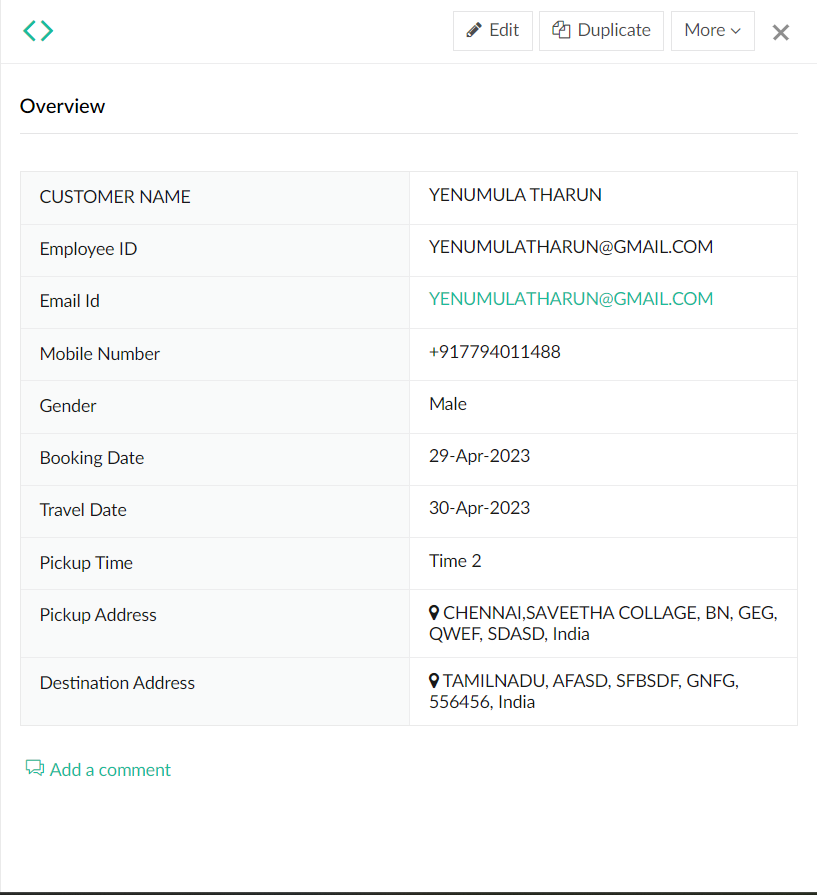 Edit Duplicate More
Overview
CUSTOMER NAME YENUMULA THARUN
Employee ID YENUMULATHARUN@GMAIL.COM
Email Id YENUMULATHARUN@GMAIL.COM
Mobile Number +917794011488
Gender Male
Booking Date 29-Apr-2023
Travel Date 30-Apr-2023
Pickup Time Time 2
Pickup Address CHENNAI,SAVEETHA COLLAGE, BN, GEG,
QWEF, SDASD, India
Destination Address TAMILNADU, AFASD, SFBSDF, GNFG,
556456, India
Add a comment